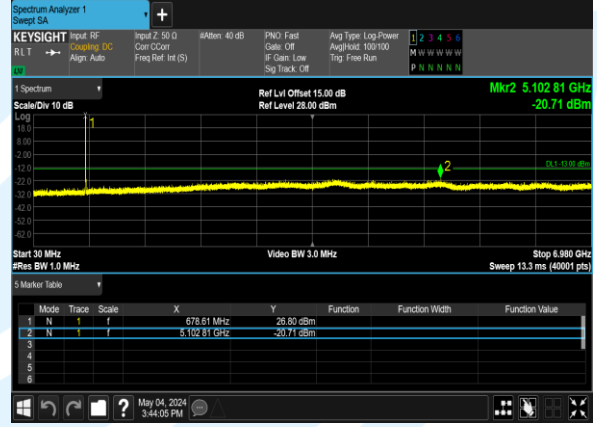 Spectrum Analyzer 1
Swept SA
KEYSIGHT Input: RF Input Z: 50 Ω #Atten: 40 dB PNO: Fast Avg Type: Log-Power 1 2 3 4 5 6
RLT Coupling: DC Corr CCorr Gate: Off Avg|Hold: 100/100 M W W W W W
Align: Auto Freq Ref: Int (S) IF Gain: Low Trig: Free Run
LM Sig Track: Off P N N N N N
1 Spectrum Ref Lvl Offset 15.00 dB Mkr2 5.102 81 GHz
Scale/Div 10 dB Ref Level 28.00 dBm -20.71 dBm
Log
18.0 1
8.00
-2.00
-12.0 2 DL1 -13.00 dBm
-22.0
-32.0
-42.0
-52.0
-62.0
Start 30 MHz Video BW 3.0 MHz Stop 6.980 GHz
#Res BW 1.0 MHz Sweep 13.3 ms (40001 pts)
5 Marker Table
Mode Trace Scale X Y Function Function Width Function Value
1 N 1 f 678.61 MHz 26.80 dBm
2 N 1 f 5.102 81 GHz -20.71 dBm
3
4
5
6
? May 04, 2024
3:44:05 PM